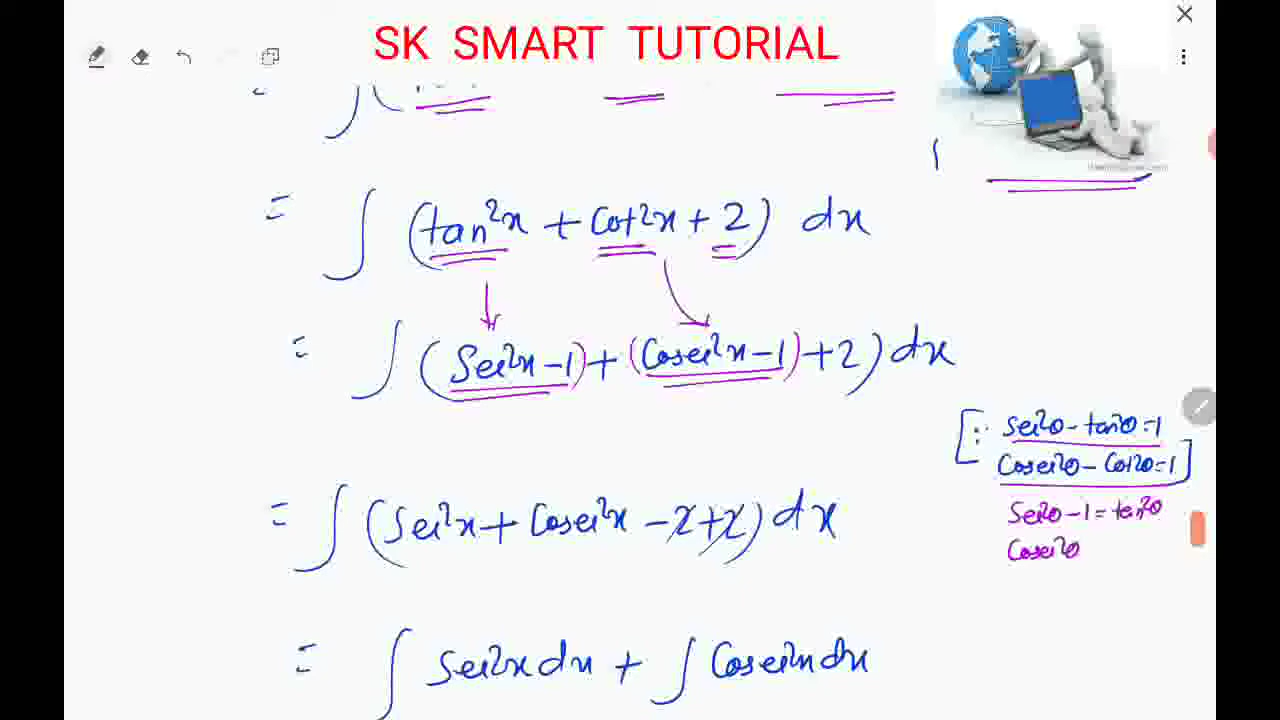 SK SMART TUTORIAL
= ∫ (tan²x + cot²x + 2) dx
= ∫ (Sec²x - 1) + (Cosec²x - 1) + 2) dx
[∵ Sec²θ - tan²θ = 1
Cosec²θ - Cot²θ = 1]
= ∫ (Sec²x + Cosec²x - 2 + 2) dx
Sec²θ - 1 = tan²θ
Cosec²θ
= ∫ Sec²x dx + ∫ Cosec²x dx